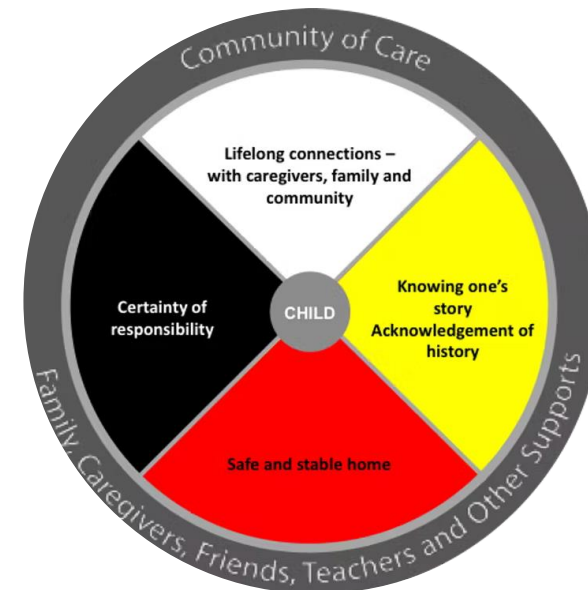 Community of Care
Lifelong connections –
with caregivers, family and
community
Certainty of
responsibility
CHILD
Knowing one's
story
Acknowledgement of
history
Safe and stable home
Family, Caregivers, Friends, Teachers and Other Supports